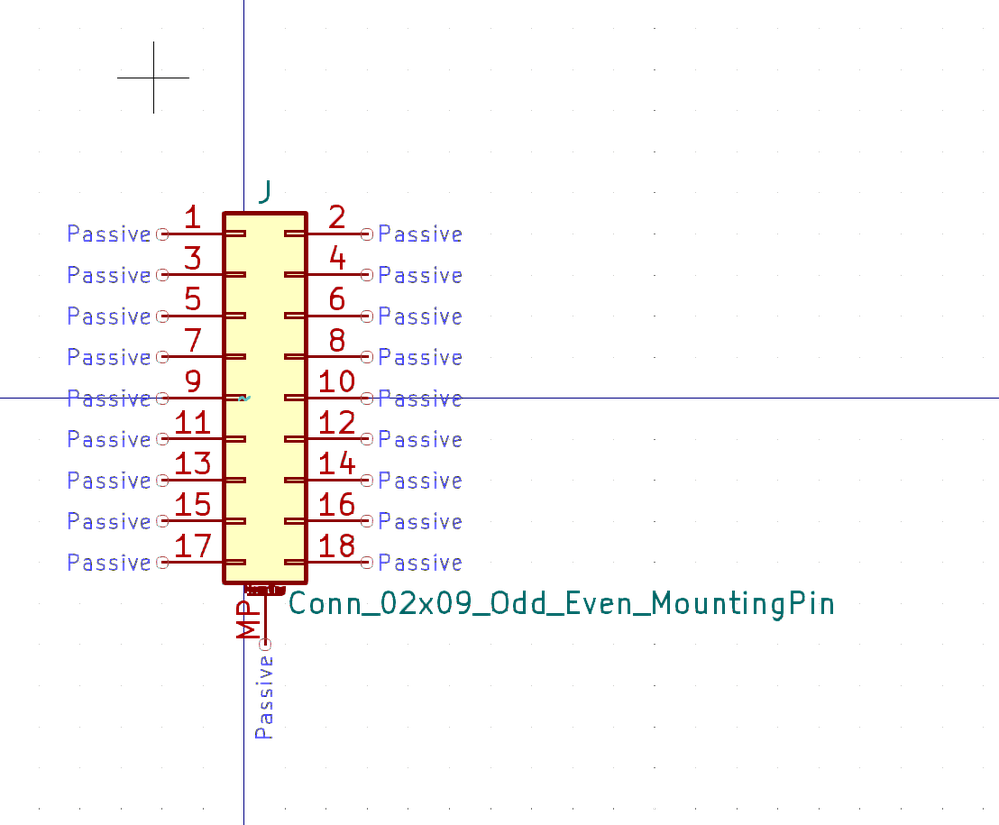 J
Passive 1 2 Passive
Passive 3 4 Passive
Passive 5 6 Passive
Passive 7 8 Passive
Passive 9 10 Passive
Passive 11 12 Passive
Passive 13 14 Passive
Passive 15 16 Passive
Passive 17 18 Passive
Conn_02x09_Odd_Even_MountingPin
MP
Passive